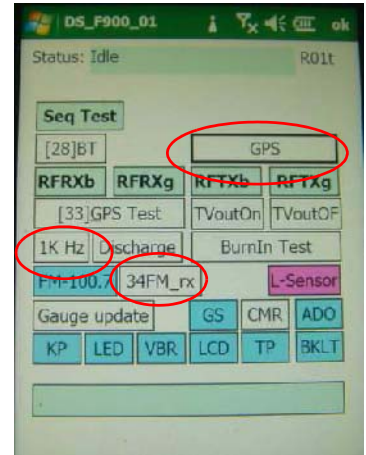 DS_F900_01 ok
Status: Idle R01t
Seq Test
[28]BT GPS
RFRXb RFRXg RFTXb RFTXg
[33]GPS Test TVoutOn TVoutOF
1K Hz Discharge BurnIn Test
FM-100.7 34FM_rx L-Sensor
Gauge update GS CMR ADO
KP LED VBR LCD TP BKLT